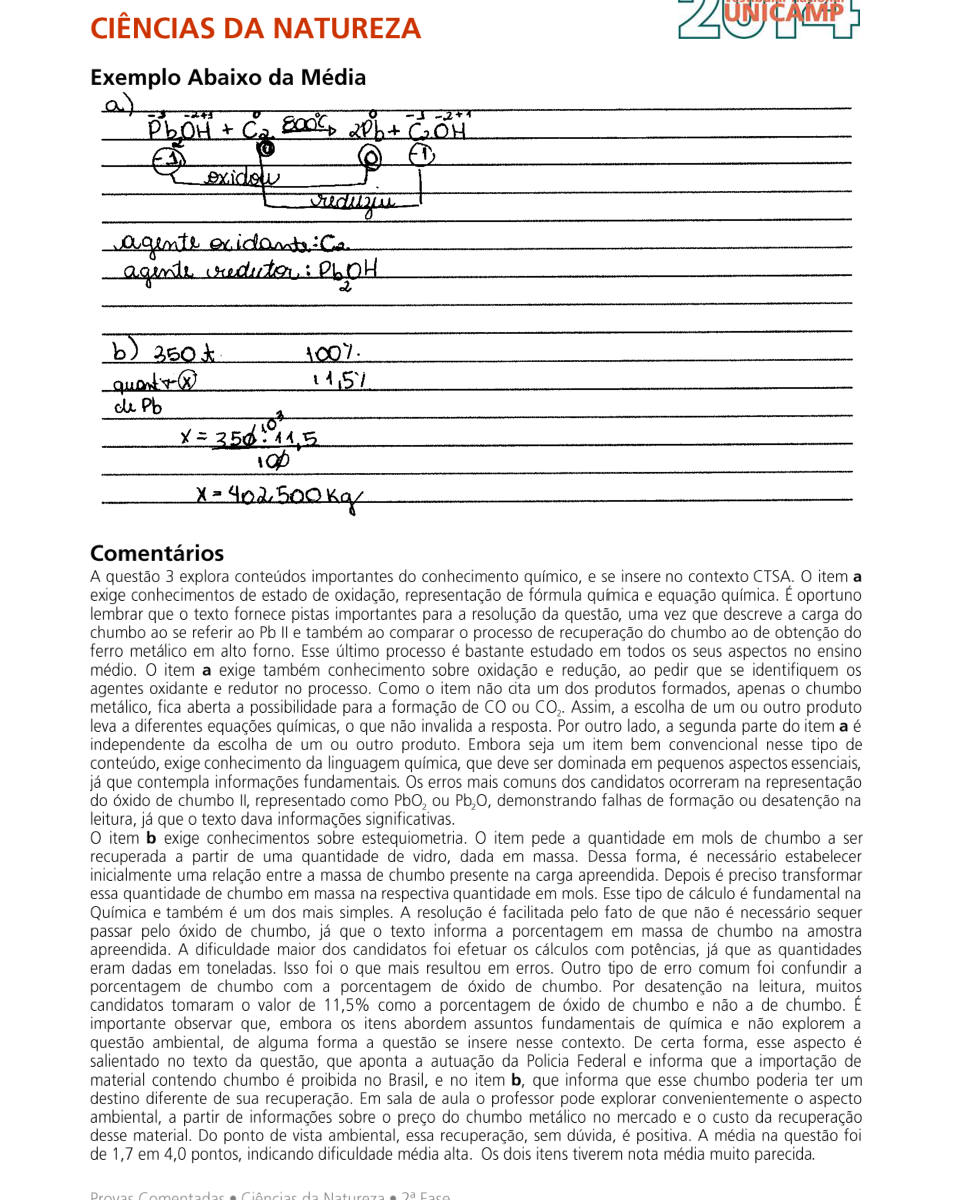 vestibular nacional
2014
UNICAMP
CIÊNCIAS DA NATUREZA
Exemplo Abaixo da Média
a)
-1 -2+1 0 0 -1 -2+1
Pb₂OH + C₂ 800°C → 2Pb + C₂OH
-1 0 0 -1
oxidou
reduziu
agente oxidante: C₂
agente redutor: Pb₂OH
b) 350 t 100%
quant (x) 11,5%
de Pb
x = 350.10³.11,5
100
x = 402.500 Kg
Comentários
A questão 3 explora conteúdos importantes do conhecimento químico, e se insere no contexto CTSA. O item a
exige conhecimentos de estado de oxidação, representação de fórmula química e equação química. É oportuno
lembrar que o texto fornece pistas importantes para a resolução da questão, uma vez que descreve a carga do
chumbo ao se referir ao Pb II e também ao comparar o processo de recuperação do chumbo ao de obtenção do
ferro metálico em alto forno. Esse último processo é bastante estudado em todos os seus aspectos no ensino
médio. O item a exige também conhecimento sobre oxidação e redução, ao pedir que se identifiquem os
agentes oxidante e redutor no processo. Como o item não cita um dos produtos formados, apenas o chumbo
metálico, fica aberta a possibilidade para a formação de CO ou CO₂. Assim, a escolha de um ou outro produto
leva a diferentes equações químicas, o que não invalida a resposta. Por outro lado, a segunda parte do item a é
independente da escolha de um ou outro produto. Embora seja um item bem convencional nesse tipo de
conteúdo, exige conhecimento da linguagem química, que deve ser dominada em pequenos aspectos essenciais,
já que contempla informações fundamentais. Os erros mais comuns dos candidatos ocorreram na representação
do óxido de chumbo II, representado como PbO₂ ou Pb₂O, demonstrando falhas de formação ou desatenção na
leitura, já que o texto dava informações significativas.
O item b exige conhecimentos sobre estequiometria. O item pede a quantidade em mols de chumbo a ser
recuperada a partir de uma quantidade de vidro, dada em massa. Dessa forma, é necessário estabelecer
inicialmente uma relação entre a massa de chumbo presente na carga apreendida. Depois é preciso transformar
essa quantidade de chumbo em massa na respectiva quantidade em mols. Esse tipo de cálculo é fundamental na
Química e também é um dos mais simples. A resolução é facilitada pelo fato de que não é necessário sequer
passar pelo óxido de chumbo, já que o texto informa a porcentagem em massa de chumbo na amostra
apreendida. A dificuldade maior dos candidatos foi efetuar os cálculos com potências, já que as quantidades
eram dadas em toneladas. Isso foi o que mais resultou em erros. Outro tipo de erro comum foi confundir a
porcentagem de chumbo com a porcentagem de óxido de chumbo. Por desatenção na leitura, muitos
candidatos tomaram o valor de 11,5% como a porcentagem de óxido de chumbo e não a de chumbo. É
importante observar que, embora os itens abordem assuntos fundamentais de química e não explorem a
questão ambiental, de alguma forma a questão se insere nesse contexto. De certa forma, esse aspecto é
salientado no texto da questão, que aponta a autuação da Policia Federal e informa que a importação de
material contendo chumbo é proibida no Brasil, e no item b, que informa que esse chumbo poderia ter um
destino diferente de sua recuperação. Em sala de aula o professor pode explorar convenientemente o aspecto
ambiental, a partir de informações sobre o preço do chumbo metálico no mercado e o custo da recuperação
desse material. Do ponto de vista ambiental, essa recuperação, sem dúvida, é positiva. A média na questão foi
de 1,7 em 4,0 pontos, indicando dificuldade média alta. Os dois itens tiverem nota média muito parecida.
Provas Comentadas • Ciências da Natureza • 2ª Fase